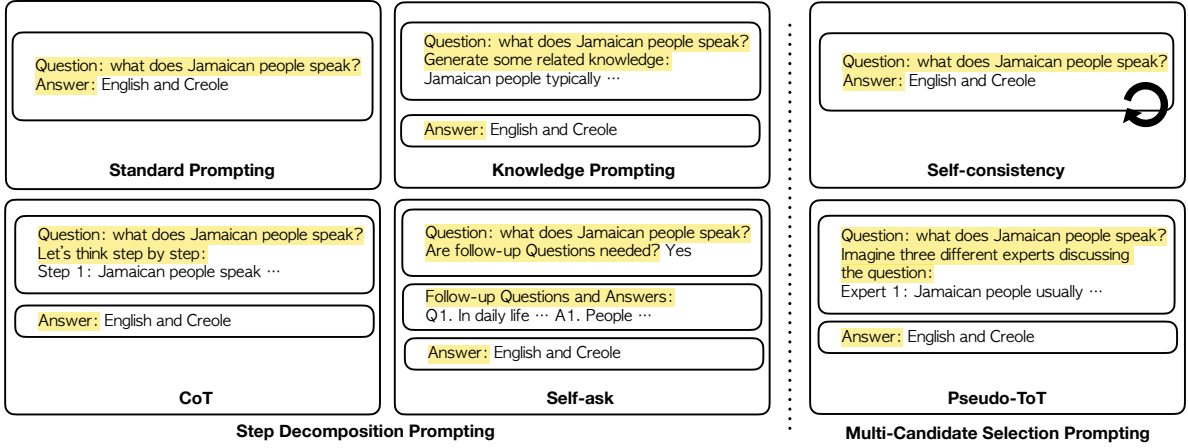 Question: what does Jamaican people speak?
Answer: English and Creole
Standard Prompting
Question: what does Jamaican people speak?
Generate some related knowledge:
Jamaican people typically ⋯
Answer: English and Creole
Knowledge Prompting
Question: what does Jamaican people speak?
Answer: English and Creole
Self-consistency
Question: what does Jamaican people speak?
Let's think step by step:
Step 1: Jamaican people speak ⋯
Answer: English and Creole
CoT
Question: what does Jamaican people speak?
Are follow-up Questions needed? Yes
Follow-up Questions and Answers:
Q1. In daily life ⋯ A1. People ⋯
Answer: English and Creole
Self-ask
Question: what does Jamaican people speak?
Imagine three different experts discussing
the question:
Expert 1: Jamaican people usually ⋯
Answer: English and Creole
Pseudo-ToT
Step Decomposition Prompting
Multi-Candidate Selection Prompting